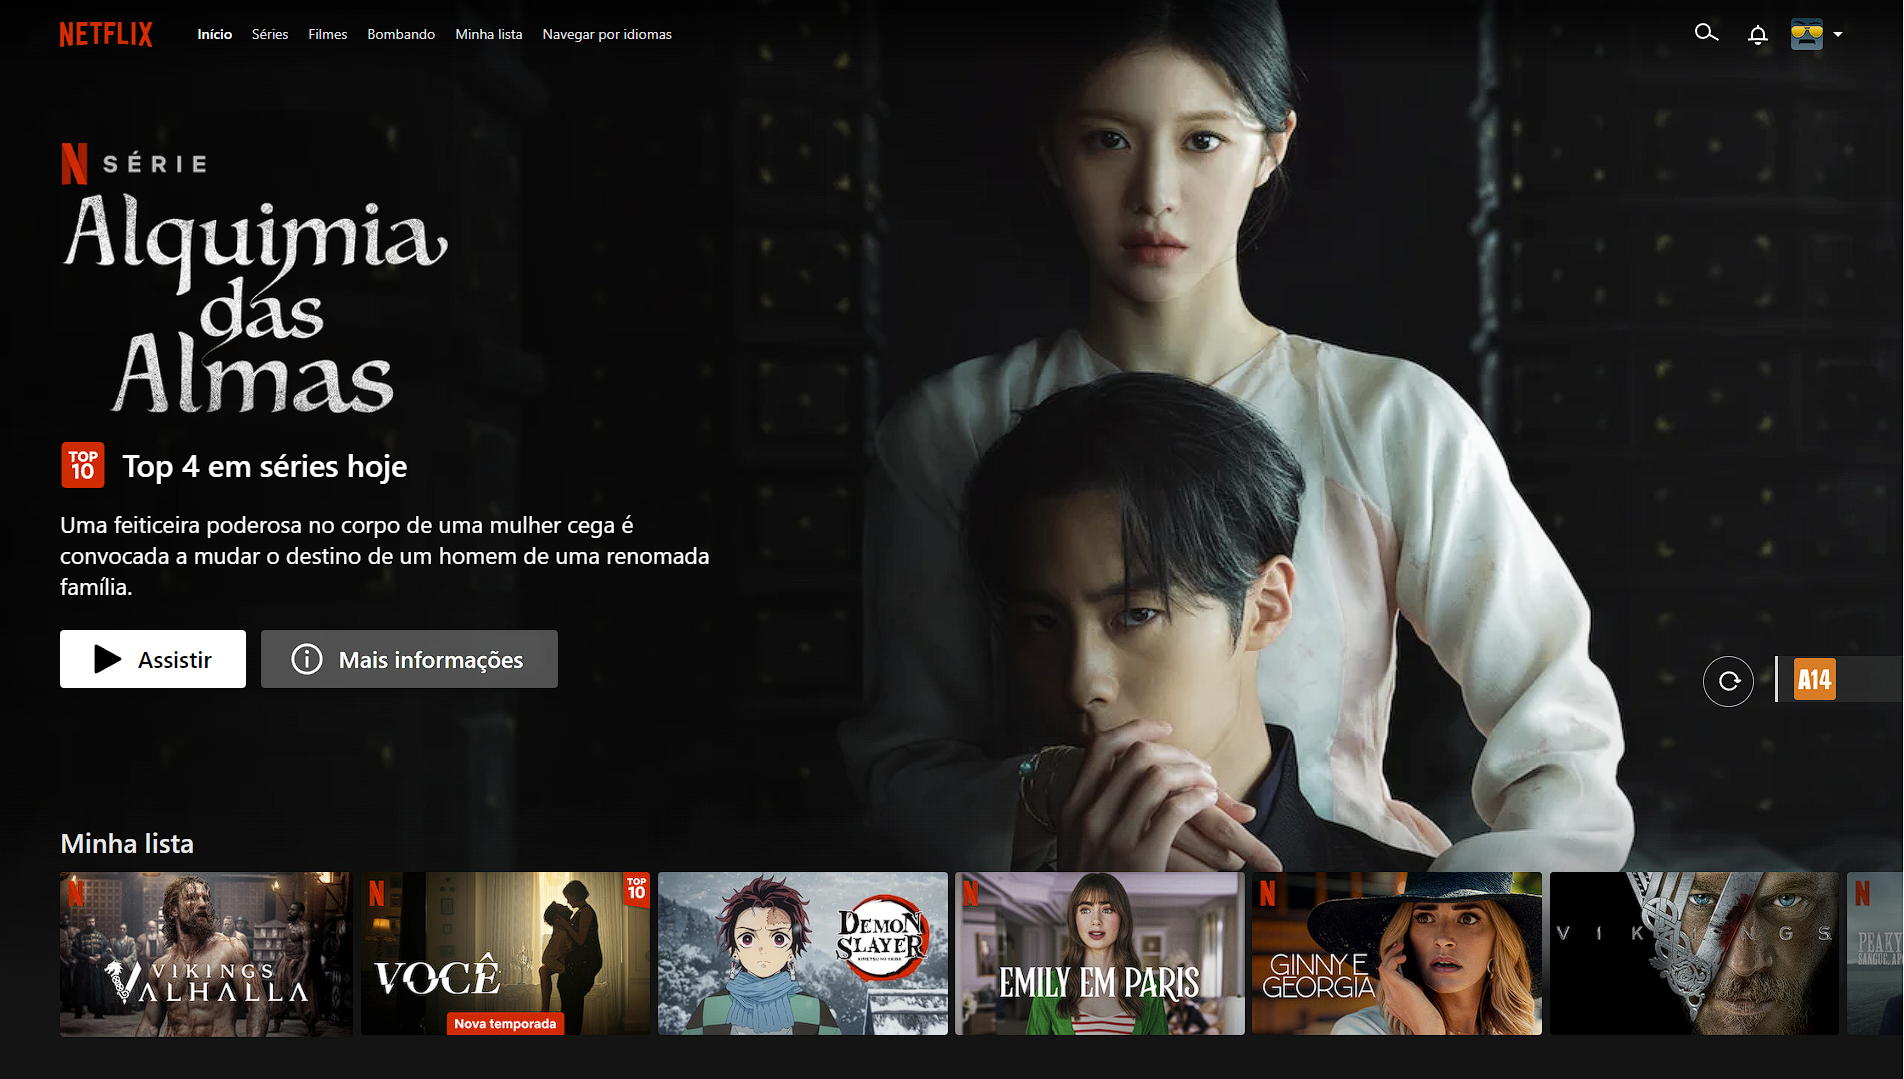 NETFLIX
Início Séries Filmes Bombando Minha lista Navegar por idiomas
N SÉRIE
Alquimia
das
Almas
TOP
10
Top 4 em séries hoje
Uma feiticeira poderosa no corpo de uma mulher cega é
convocada a mudar o destino de um homem de uma renomada
família.
Assistir
Mais informações
A14
Minha lista
N
VIKINGS
VALHALLA
N
TOP
10
VOCÊ
Nova temporada
DEMON
SLAYER
KIMETSU NO YAIBA
N
EMILY EM PARIS
N
GINNY E
GEORGIA
VIKINGS
N
PEAKY
SANGUE, AP